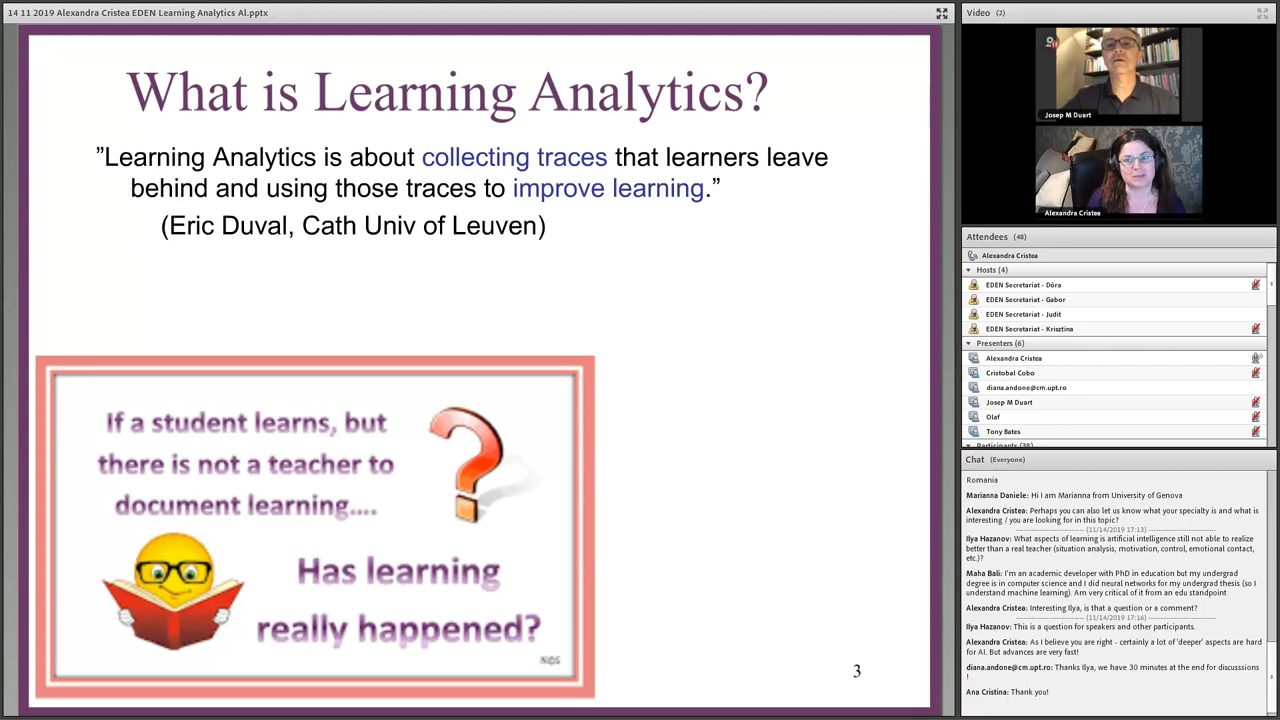 14 11 2019 Alexandra Cristea EDEN Learning Analytics AI.pptx
What is Learning Analytics?
”Learning Analytics is about collecting traces that learners leave
behind and using those traces to improve learning.”
(Eric Duval, Cath Univ of Leuven)
If a student learns, but
there is not a teacher to
document learning....
Has learning
really happened?
3
Video (2)
Josep M Duart
Alexandra Cristea
Attendees (48)
Alexandra Cristea
Hosts (4)
EDEN Secretariat - Dóra
EDEN Secretariat - Gabor
EDEN Secretariat - Judit
EDEN Secretariat - Krisztina
Presenters (6)
Alexandra Cristea
Cristobal Cobo
diana.andone@cm.upt.ro
Josep M Duart
Olaf
Tony Bates
Participants (38)
Chat (Everyone)
Romania
Marianna Daniele: Hi I am Marianna from University of Genova
Alexandra Cristea: Perhaps you can also let us know what your specialty is and what is
interesting / you are looking for in this topic?
(11/14/2019 17:13)
Ilya Hazanov: What aspects of learning is artificial intelligence still not able to realize
better than a real teacher (situation analysis, motivation, control, emotional contact,
etc.)?
Maha Bali: I'm an academic developer with PhD in education but my undergrad
degree is in computer science and I did neural networks for my undergrad thesis (so I
understand machine learning). Am very critical of it from an edu standpoint
Alexandra Cristea: Interesting Ilya, is that a question or a comment?
(11/14/2019 17:16)
Ilya Hazanov: This is a question for speakers and other participants.
Alexandra Cristea: As I believe you are right - certainly a lot of 'deeper' aspects are hard
for AI. But advances are very fast!
diana.andone@cm.upt.ro: Thanks Ilya, we have 30 minutes at the end for discusssions
!
Ana Cristina: Thank you!